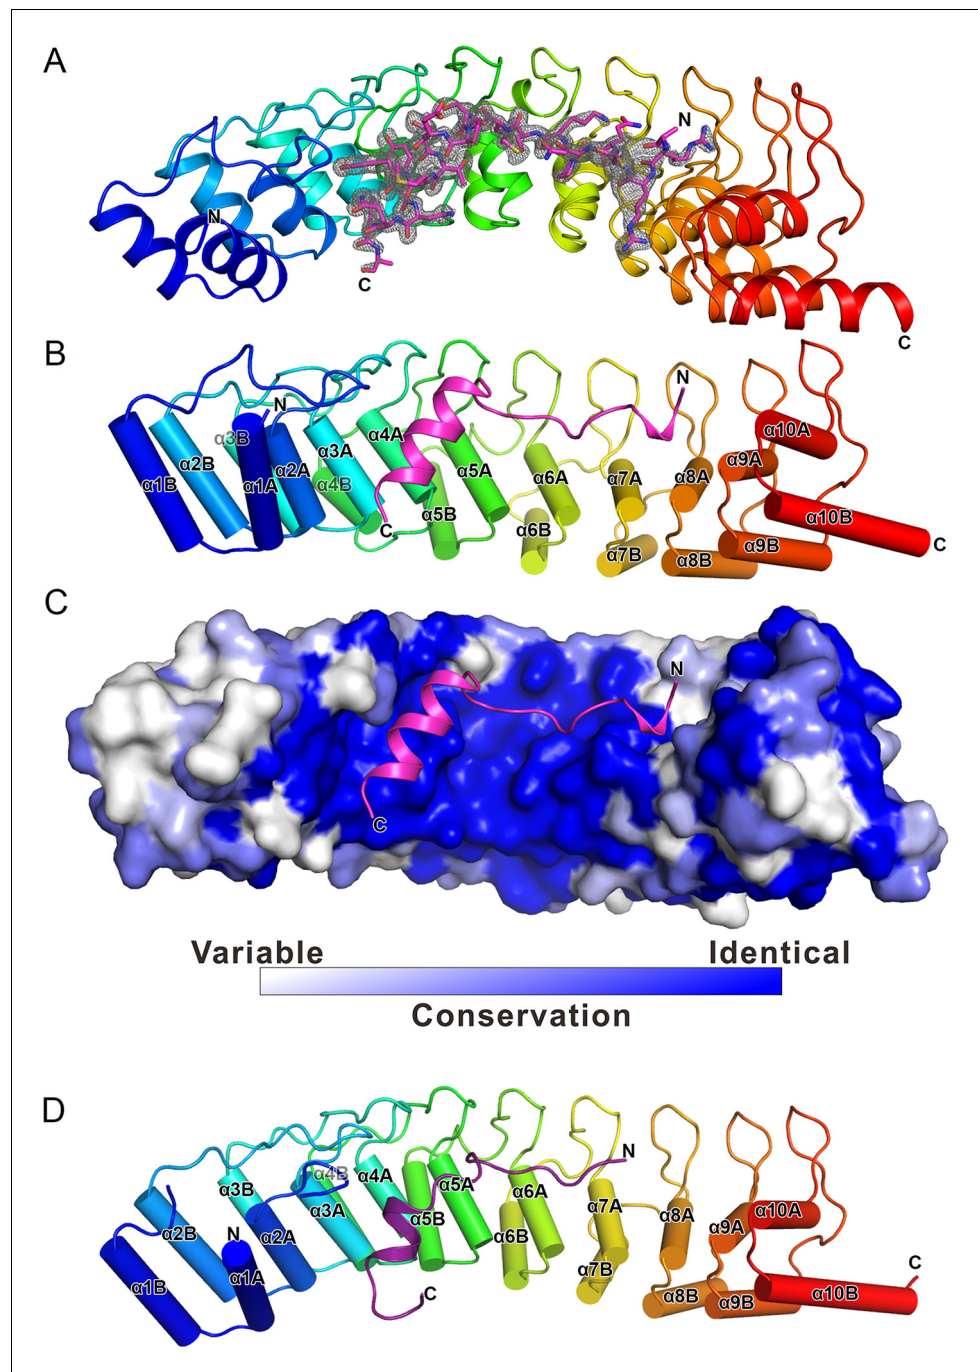 A
N
N
C
C
B
N
N
α3B
α4A
α10A
α2B
α3A
α9A
α1B
α1A
α2A
α4B
α5A
α6A
α7A
α8A
α5B
α10B
C
α6B
α7B
α8B
α9B
C
C
N
C
Variable Identical
Conservation
D
N
α4B
α4A
α3B
α5A
α6A
α3A
α2B
N
α2A
α5B
α7A
α8A
α9A
α10A
α6B
C
α1B
α1A
α7B
C
α8B
α9B
α10B